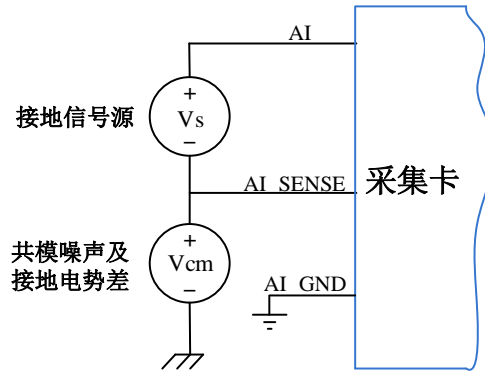 AI
+
接地信号源
Vs
−
AI_SENSE
采集卡
+
共模噪声及
接地电势差
Vcm
−
AI_GND